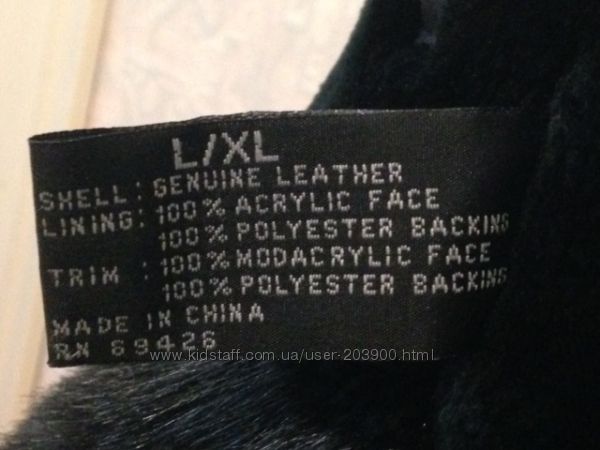 L/XL
SHELL: GENUINE LEATHER
LINING: 100% ACRYLIC FACE
100% POLYESTER BACKING
TRIM : 100% MODACRYLIC FACE
100% POLYESTER BACKING
MADE IN CHINA
RN 69426
www.kidstaff.com.ua/user-203900.html